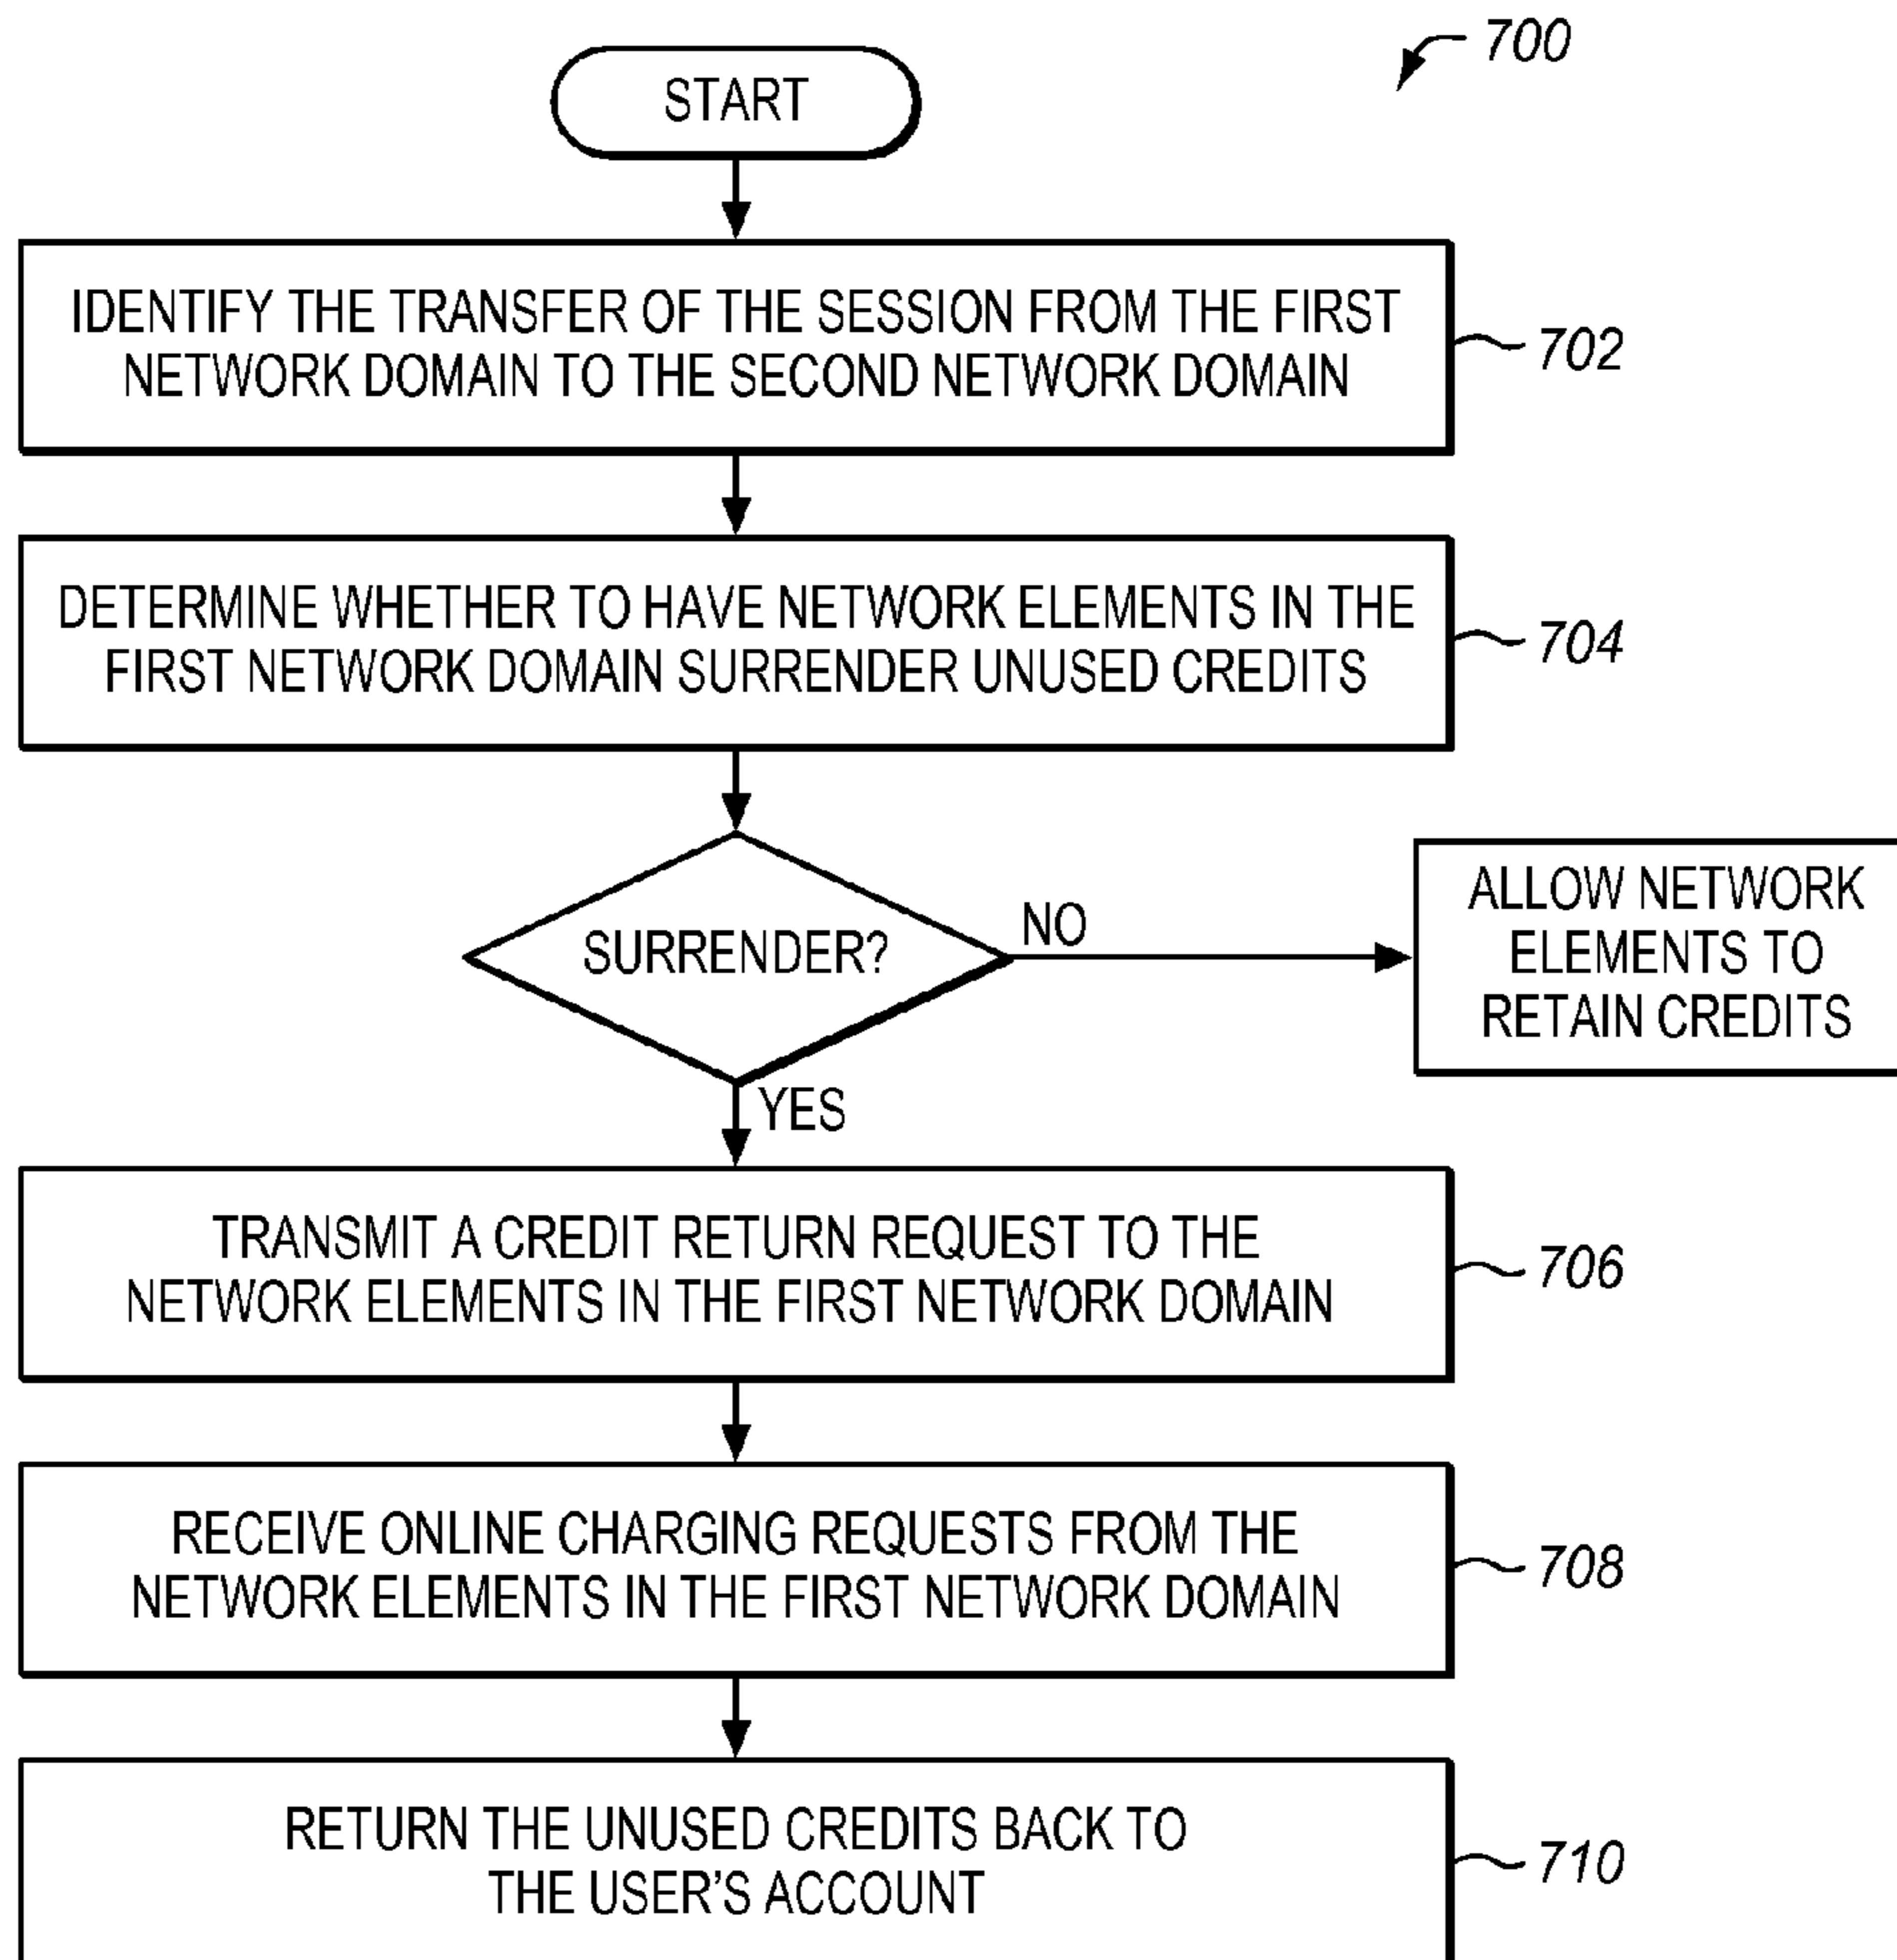 700
START
IDENTIFY THE TRANSFER OF THE SESSION FROM THE FIRST
NETWORK DOMAIN TO THE SECOND NETWORK DOMAIN
702
DETERMINE WHETHER TO HAVE NETWORK ELEMENTS IN THE
FIRST NETWORK DOMAIN SURRENDER UNUSED CREDITS
704
SURRENDER?
NO
ALLOW NETWORK
ELEMENTS TO
RETAIN CREDITS
YES
TRANSMIT A CREDIT RETURN REQUEST TO THE
NETWORK ELEMENTS IN THE FIRST NETWORK DOMAIN
706
RECEIVE ONLINE CHARGING REQUESTS FROM THE
NETWORK ELEMENTS IN THE FIRST NETWORK DOMAIN
708
RETURN THE UNUSED CREDITS BACK TO
THE USER'S ACCOUNT
710